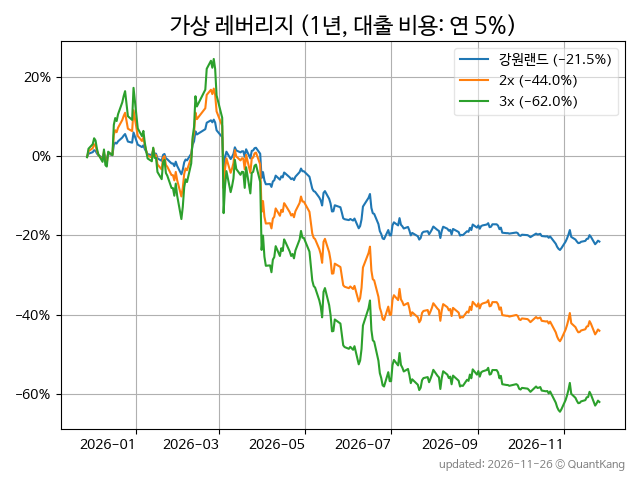 가상 레버리지 (1년, 대출 비용: 연 5%)
강원랜드 (−21.5%)
2x (−44.0%)
3x (−62.0%)
20%
0%
−20%
−40%
−60%
2026-01 2026-03 2026-05 2026-07 2026-09 2026-11
updated: 2026-11-26 © QuantKang